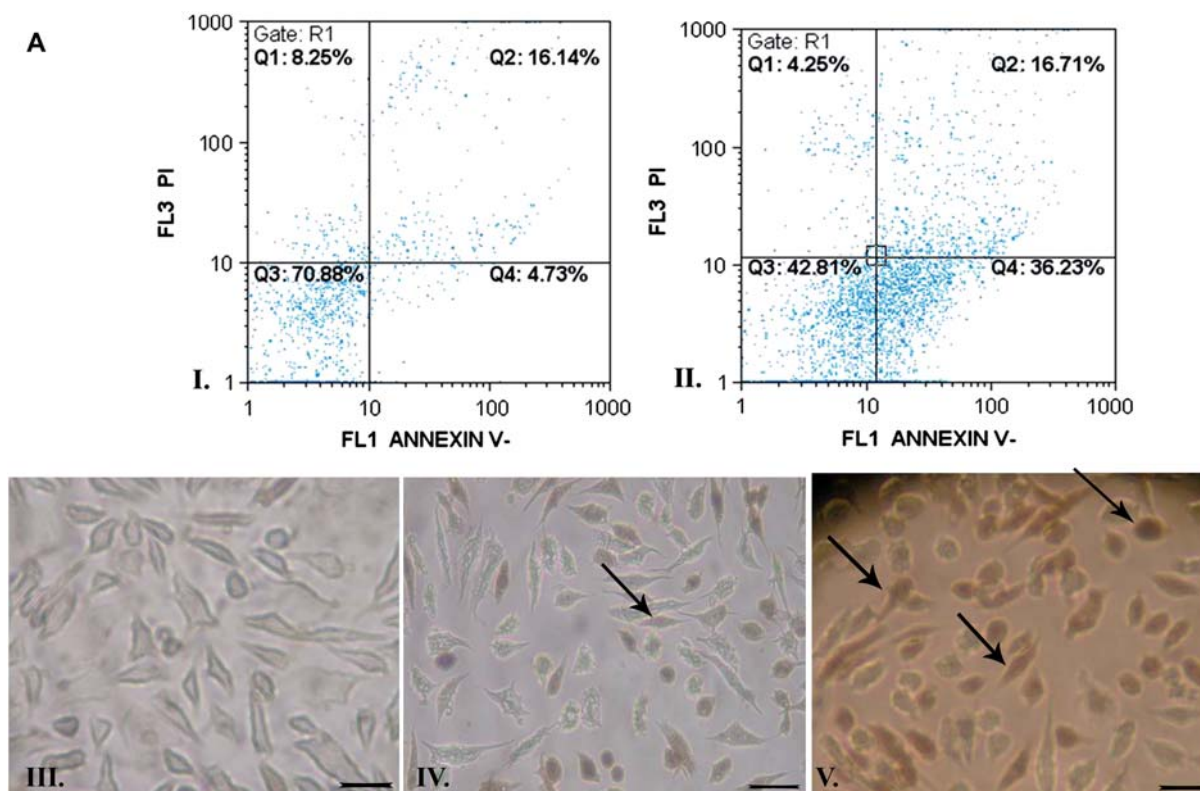 A
Gate: R1
Q1: 8.25%
Q2: 16.14%
Q3: 70.88%
Q4: 4.73%
1000
100
10
1
1
10
100
1000
FL3 PI
FL1 ANNEXIN V-
I.
Gate: R1
Q1: 4.25%
Q2: 16.71%
Q3: 42.81%
Q4: 36.23%
1000
100
10
1
1
10
100
1000
FL3 PI
FL1 ANNEXIN V-
II.
III.
IV.
V.